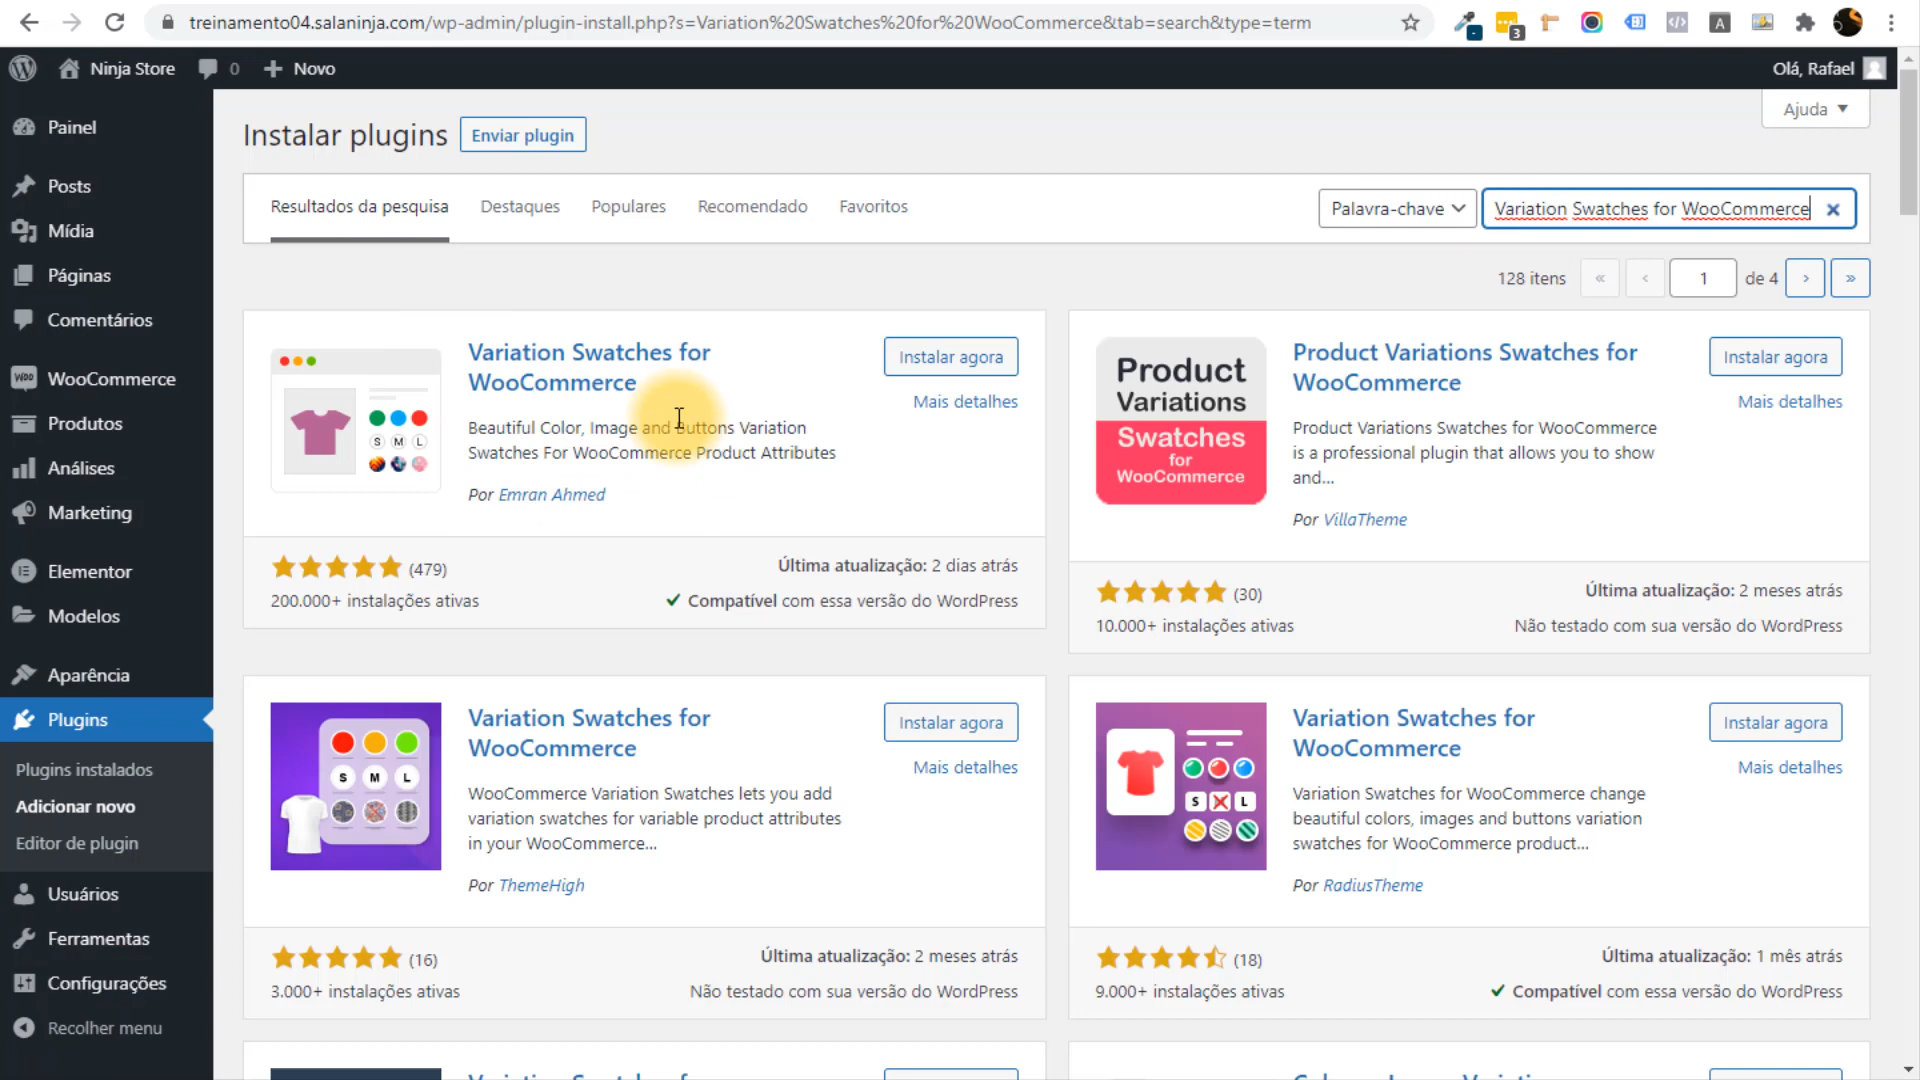 treinamento04.salaninja.com/wp-admin/plugin-install.php?s=Variation%20Swatches%20for%20WooCommerce&tab=search&type=term
3
A
Ninja Store
0
Novo
Olá, Rafael
Ajuda
Painel
Posts
Mídia
Páginas
Comentários
WooCommerce
Produtos
Análises
Marketing
Elementor
Modelos
Aparência
Plugins
Plugins instalados
Adicionar novo
Editor de plugin
Usuários
Ferramentas
Configurações
Recolher menu
Instalar plugins
Enviar plugin
Resultados da pesquisa
Destaques
Populares
Recomendado
Favoritos
Palavra-chave
Variation Swatches for WooCommerce
128 itens
«
‹
1
de 4
›
»
S M L
Variation Swatches for
WooCommerce
Instalar agora
Mais detalhes
Beautiful Color, Image and Buttons Variation
Swatches For WooCommerce Product Attributes
Por Emran Ahmed
(479)
200.000+ instalações ativas
Última atualização: 2 dias atrás
Compatível com essa versão do WordPress
Product
Variations
Swatches
for
WooCommerce
Product Variations Swatches for
WooCommerce
Instalar agora
Mais detalhes
Product Variations Swatches for WooCommerce
is a professional plugin that allows you to show
and...
Por VillaTheme
(30)
10.000+ instalações ativas
Última atualização: 2 meses atrás
Não testado com sua versão do WordPress
S M L
Variation Swatches for
WooCommerce
Instalar agora
Mais detalhes
WooCommerce Variation Swatches lets you add
variation swatches for variable product attributes
in your WooCommerce...
Por ThemeHigh
(16)
3.000+ instalações ativas
Última atualização: 2 meses atrás
Não testado com sua versão do WordPress
S X L
Variation Swatches for
WooCommerce
Instalar agora
Mais detalhes
Variation Swatches for WooCommerce change
beautiful colors, images and buttons variation
swatches for WooCommerce product...
Por RadiusTheme
(18)
9.000+ instalações ativas
Última atualização: 1 mês atrás
Compatível com essa versão do WordPress